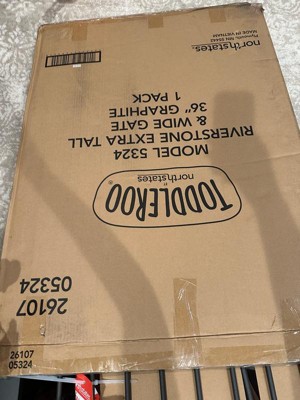 26107
05324
TODDLEROO
northstates
MODEL 5324
RIVERSTONE EXTRA TALL
& WIDE GATE
36" GRAPHITE
1 PACK
northstates
Plymouth, MN 55442
MADE IN VIETNAM
26107
05324